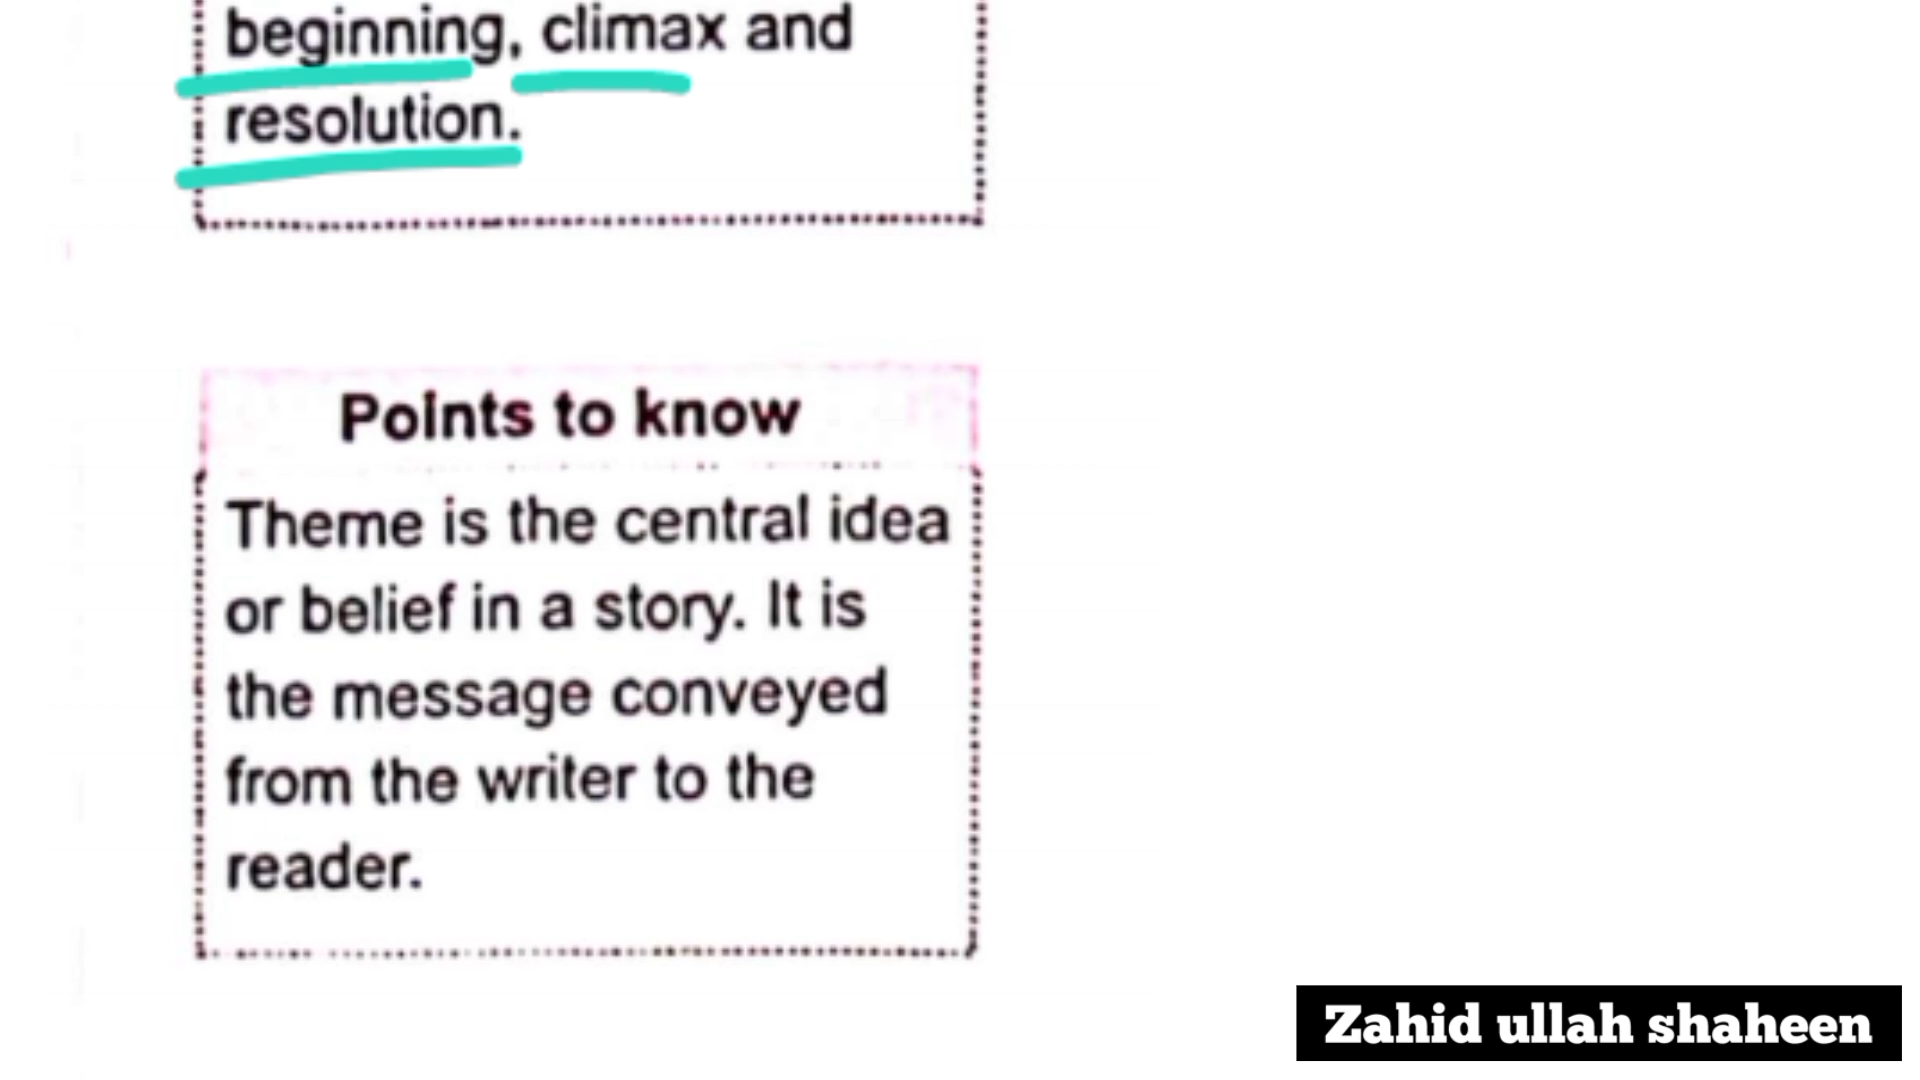 beginning, climax and
resolution.
Points to know
Theme is the central idea
or belief in a story. It is
the message conveyed
from the writer to the
reader.
Zahid ullah shaheen